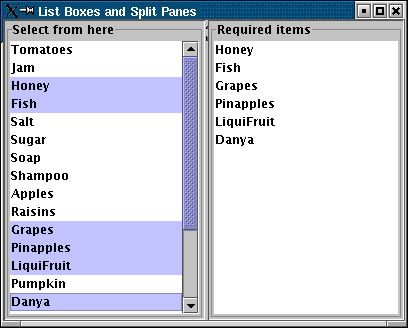 List Boxes and Split Panes
Select from here
Tomatoes
Jam
Honey
Fish
Salt
Sugar
Soap
Shampoo
Apples
Raisins
Grapes
Pinapples
LiquiFruit
Pumpkin
Danya
Required items
Honey
Fish
Grapes
Pinapples
LiquiFruit
Danya